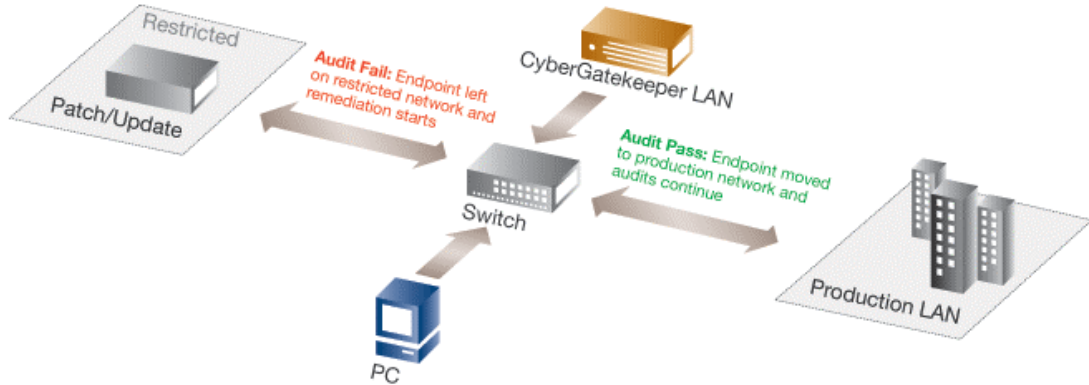 Restricted
Patch/Update
Audit Fail: Endpoint left
on restricted network and
remediation starts
CyberGatekeeper LAN
Audit Pass: Endpoint moved
to production network and
audits continue
Switch
Production LAN
PC